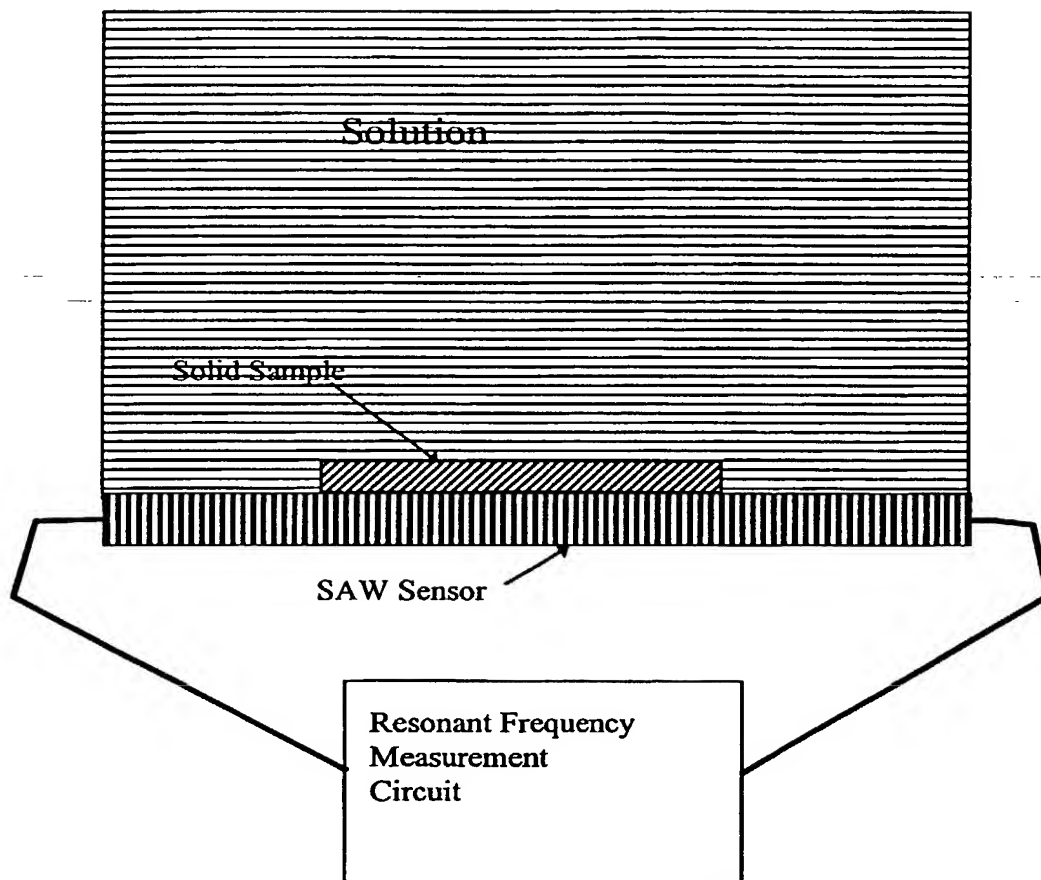 Solution
Solid Sample
SAW Sensor
Resonant Frequency
Measurement
Circuit